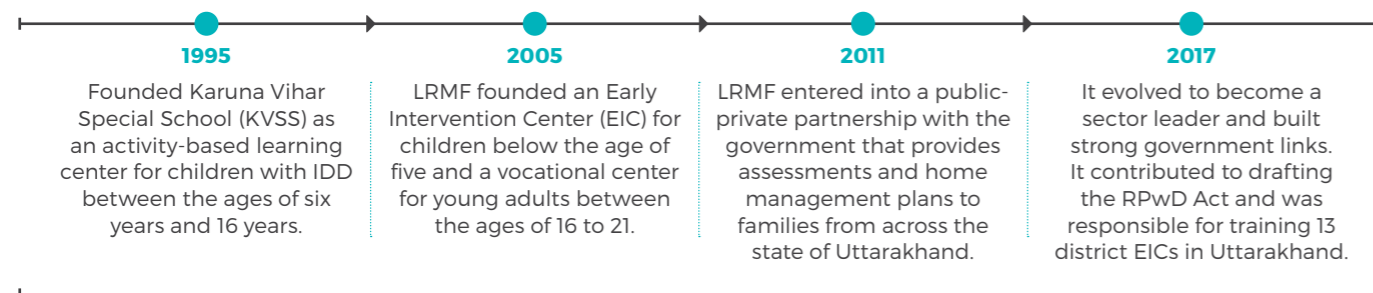 1995
Founded Karuna Vihar
Special School (KVSS) as
an activity-based learning
center for children with IDD
between the ages of six
years and 16 years.
2005
LRMF founded an Early
Intervention Center (EIC) for
children below the age of
five and a vocational center
for young adults between
the ages of 16 to 21.
2011
LRMF entered into a public-
private partnership with the
government that provides
assessments and home
management plans to
families from across the
state of Uttarakhand.
2017
It evolved to become a
sector leader and built
strong government links.
It contributed to drafting
the RPwD Act and was
responsible for training 13
district EICs in Uttarakhand.